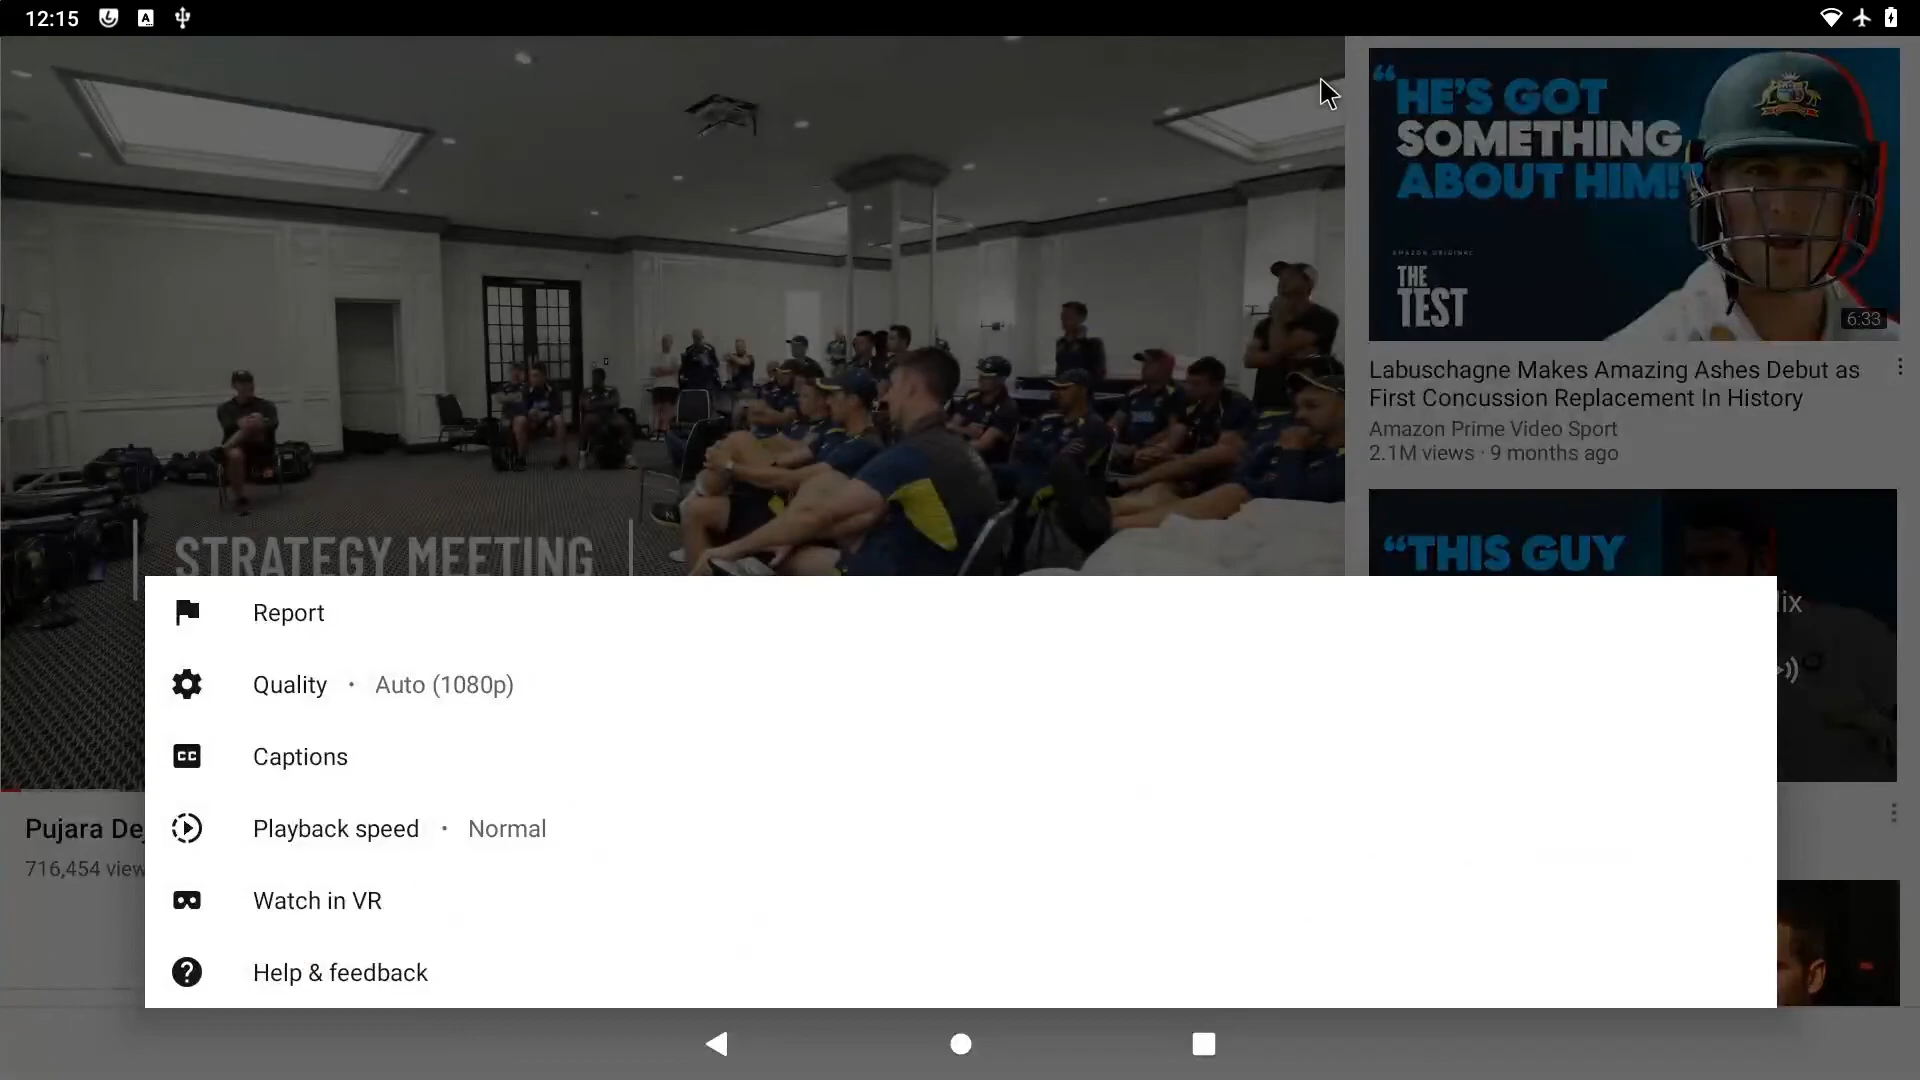 12:15
"HE'S GOT
SOMETHING
ABOUT HIM!"
AMAZON ORIGINAL
THE
TEST
6:33
Labuschagne Makes Amazing Ashes Debut as
First Concussion Replacement In History
Amazon Prime Video Sport
2.1M views · 9 months ago
"THIS GUY
STRATEGY MEETING
Report
Quality · Auto (1080p)
Captions
Playback speed · Normal
Watch in VR
Help & feedback
Pujara De
716,454 view